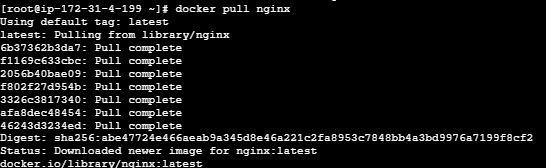 [root@ip-172-31-4-199 ~]# docker pull nginx
Using default tag: latest
latest: Pulling from library/nginx
6b37362b3da7: Pull complete
f1169c633cbc: Pull complete
2056b40bae09: Pull complete
f802f27d954b: Pull complete
3326c3817340: Pull complete
afa8dec48454: Pull complete
46243d3234ed: Pull complete
Digest: sha256:abe47724e466aeab9a345d8e46a221c2fa8953c7848bb4a3bd9976a7199f8cf2
Status: Downloaded newer image for nginx:latest
docker.io/library/nginx:latest